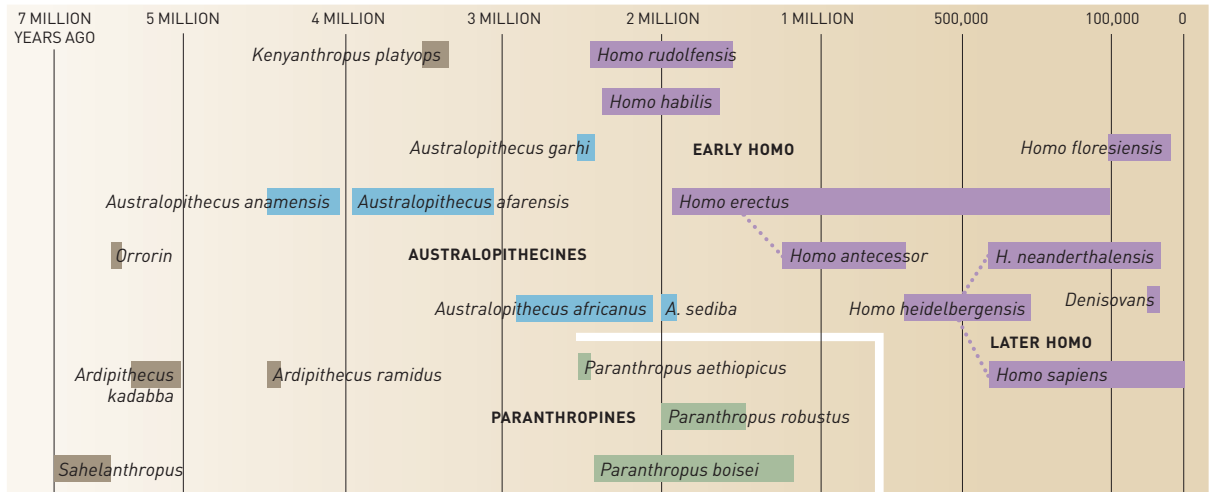 7 MILLION
YEARS AGO
5 MILLION
4 MILLION
3 MILLION
2 MILLION
1 MILLION
500,000
100,000
0
Kenyanthropus platyops
Homo rudolfensis
Homo habilis
Australopithecus garhi
EARLY HOMO
Homo floresiensis
Australopithecus anamensis
Australopithecus afarensis
Homo erectus
Orrorin
AUSTRALOPITHECINES
Homo antecessor
H. neanderthalensis
Australopithecus africanus
A. sediba
Homo heidelbergensis
Denisovans
LATER HOMO
Ardipithecus
kadabba
Ardipithecus ramidus
Paranthropus aethiopicus
Homo sapiens
PARANTHROPINES
Paranthropus robustus
Sahelanthropus
Paranthropus boisei